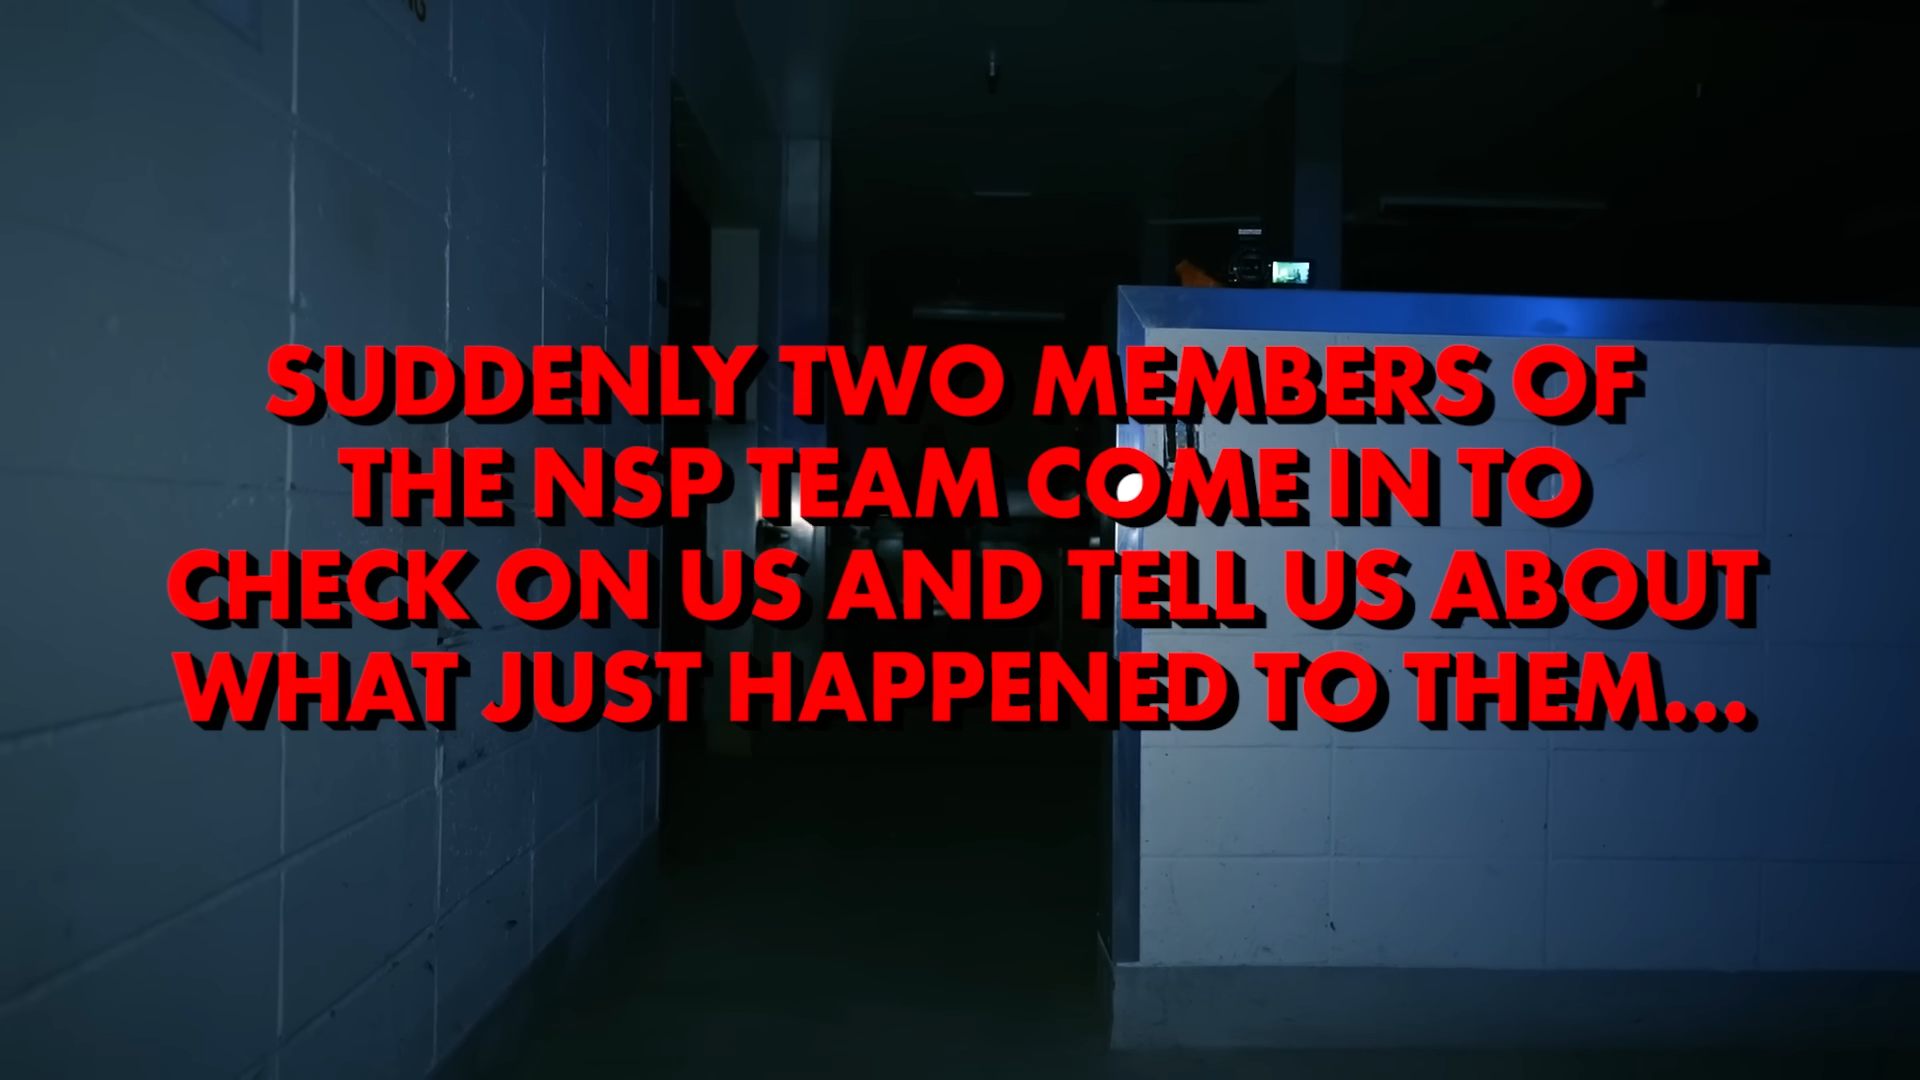 SUDDENLY TWO MEMBERS OF
THE NSP TEAM COME IN TO
CHECK ON US AND TELL US ABOUT
WHAT JUST HAPPENED TO THEM...